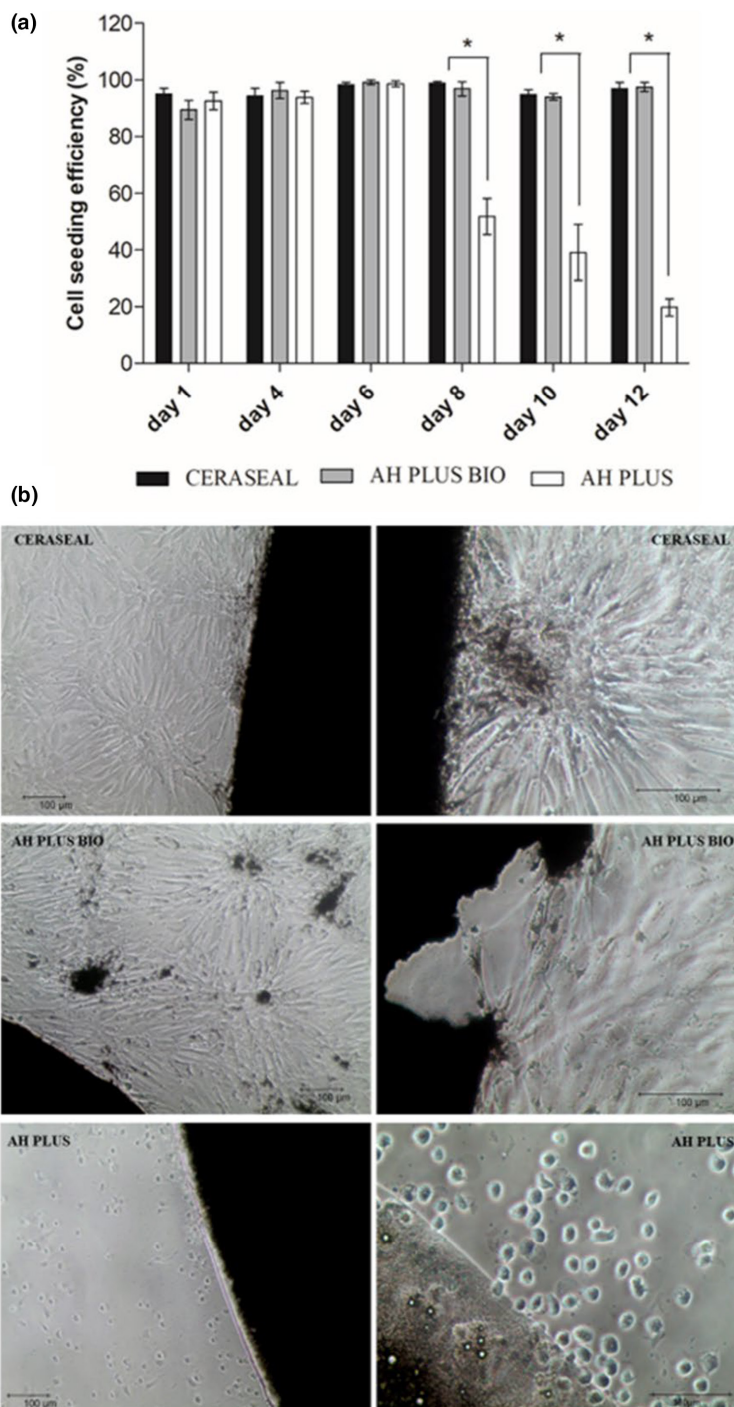 (a)
Cell seeding efficiency (%)
120
100
80
60
40
20
0
*
*
*
day 1
day 4
day 6
day 8
day 10
day 12
CERASEAL
AH PLUS BIO
AH PLUS
(b)
CERASEAL
100 µm
CERASEAL
100 µm
AH PLUS BIO
100 µm
AH PLUS BIO
100 µm
AH PLUS
100 µm
AH PLUS